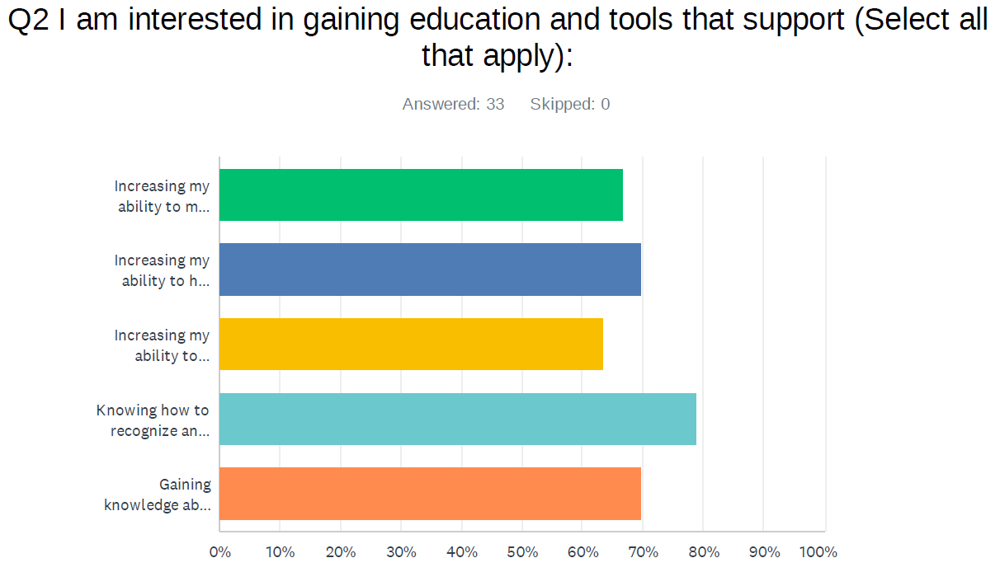 Q2 I am interested in gaining education and tools that support (Select all
that apply):
Answered: 33 Skipped: 0
Increasing my
ability to m...
Increasing my
ability to h...
Increasing my
ability to...
Knowing how to
recognize an...
Gaining
knowledge ab...
0% 10% 20% 30% 40% 50% 60% 70% 80% 90% 100%